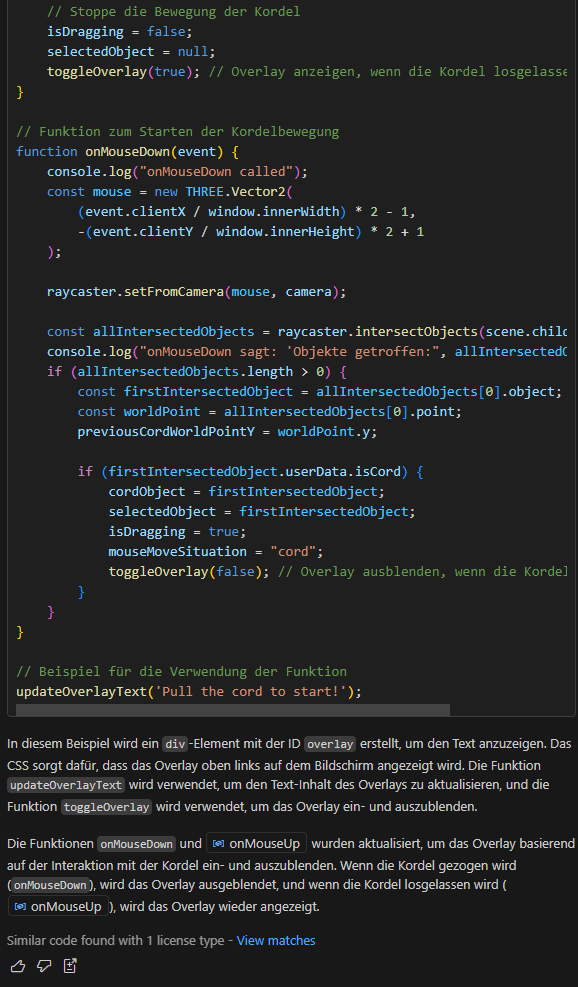 // Stoppe die Bewegung der Kordel
isDragging = false;
selectedObject = null;
toggleOverlay(true); // Overlay anzeigen, wenn die Kordel losgelasse
}
// Funktion zum Starten der Kordelbewegung
function onMouseDown(event) {
console.log("onMouseDown called");
const mouse = new THREE.Vector2(
(event.clientX / window.innerWidth) * 2 - 1,
-(event.clientY / window.innerHeight) * 2 + 1
);
raycaster.setFromCamera(mouse, camera);
const allIntersectedObjects = raycaster.intersectObjects(scene.child
console.log("onMouseDown sagt: 'Objekte getroffen:", allIntersectedO
if (allIntersectedObjects.length > 0) {
const firstIntersectedObject = allIntersectedObjects[0].object;
const worldPoint = allIntersectedObjects[0].point;
previousCordWorldPointY = worldPoint.y;
if (firstIntersectedObject.userData.isCord) {
cordObject = firstIntersectedObject;
selectedObject = firstIntersectedObject;
isDragging = true;
mouseMoveSituation = "cord";
toggleOverlay(false); // Overlay ausblenden, wenn die Kordel
}
}
}
// Beispiel für die Verwendung der Funktion
updateOverlayText('Pull the cord to start!');
In diesem Beispiel wird ein div-Element mit der ID overlay erstellt, um den Text anzuzeigen. Das
CSS sorgt dafür, dass das Overlay oben links auf dem Bildschirm angezeigt wird. Die Funktion
updateOverlayText wird verwendet, um den Text-Inhalt des Overlays zu aktualisieren, und die
Funktion toggleOverlay wird verwendet, um das Overlay ein- und auszublenden.
Die Funktionen onMouseDown und onMouseUp wurden aktualisiert, um das Overlay basierend
auf der Interaktion mit der Kordel ein- und auszublenden. Wenn die Kordel gezogen wird
(onMouseDown), wird das Overlay ausgeblendet, und wenn die Kordel losgelassen wird (
onMouseUp), wird das Overlay wieder angezeigt.
Similar code found with 1 license type - View matches